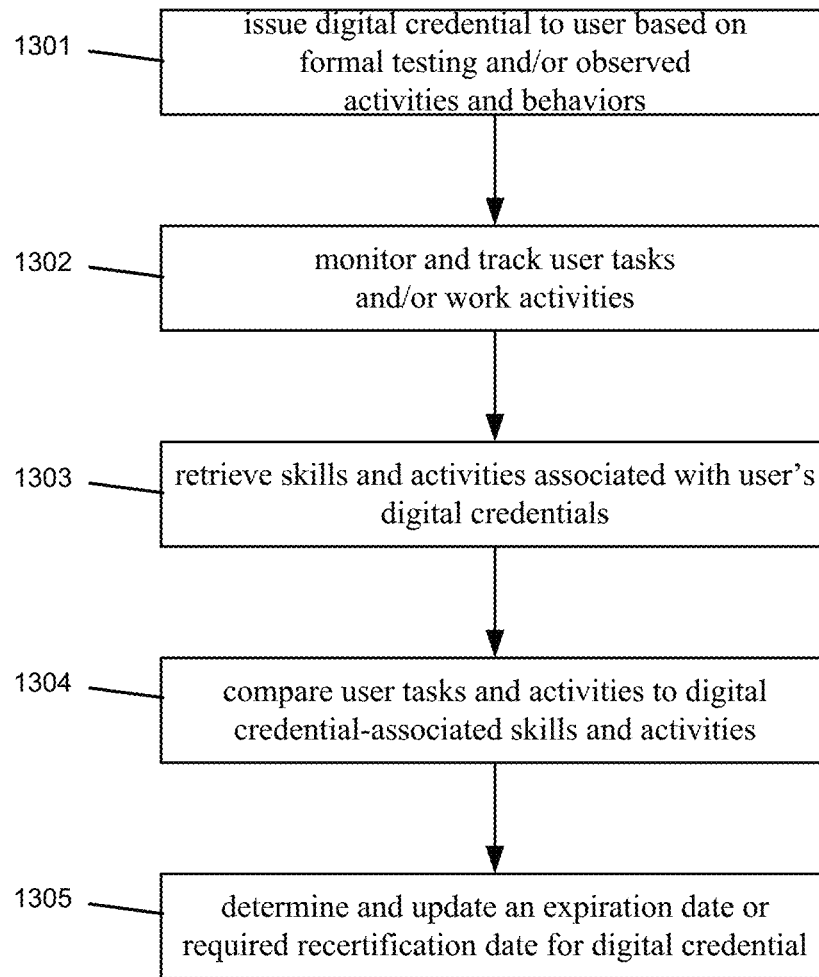 1301
issue digital credential to user based on
formal testing and/or observed
activities and behaviors
1302
monitor and track user tasks
and/or work activities
1303
retrieve skills and activities associated with user's
digital credentials
1304
compare user tasks and activities to digital
credential-associated skills and activities
1305
determine and update an expiration date or
required recertification date for digital credential